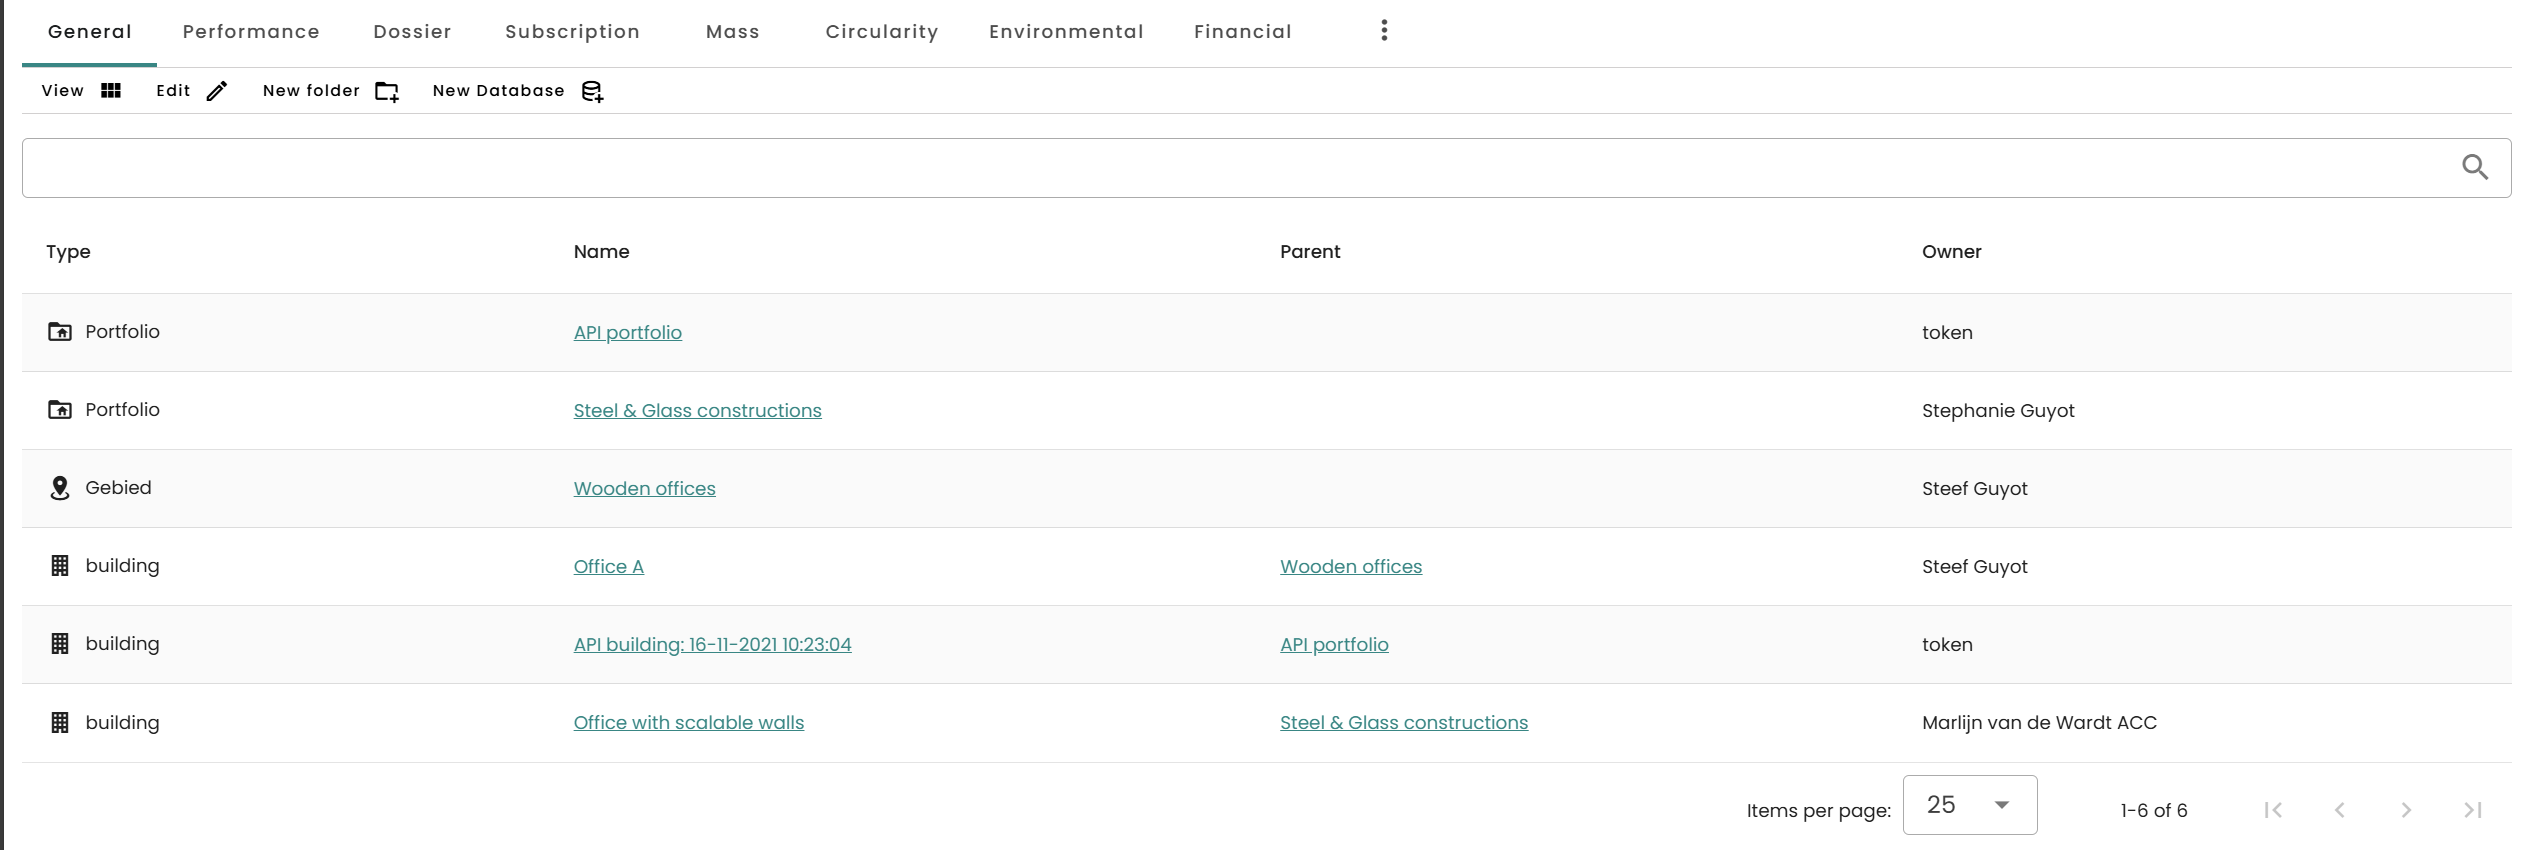 General Performance Dossier Subscription Mass Circularity Environmental Financial
View Edit New folder New Database
Type Name Parent Owner
Portfolio API portfolio token
Portfolio Steel & Glass constructions Stephanie Guyot
Gebied Wooden offices Steef Guyot
building Office A Wooden offices Steef Guyot
building API building: 16-11-2021 10:23:04 API portfolio token
building Office with scalable walls Steel & Glass constructions Marlijn van de Wardt ACC
Items per page: 25 1-6 of 6